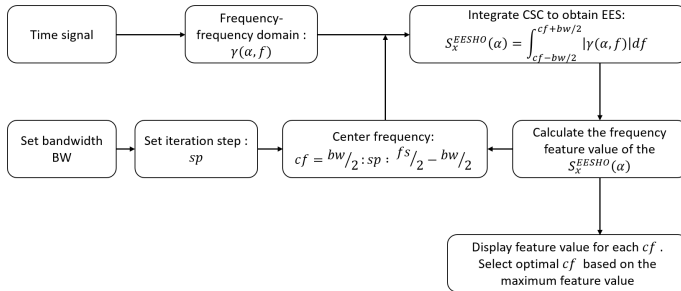 Time signal
Frequency-
frequency domain :
γ(α, f)
Integrate CSC to obtain EES:
S_x^{EESHO}(α) = ∫_{cf−bw/2}^{cf+bw/2} |γ(α, f)|df
Set bandwidth
BW
Set iteration step :
sp
Center frequency:
cf = bw/2 : sp : fs/2 − bw/2
Calculate the frequency
feature value of the
S_x^{EESHO}(α)
Display feature value for each cf .
Select optimal cf based on the
maximum feature value